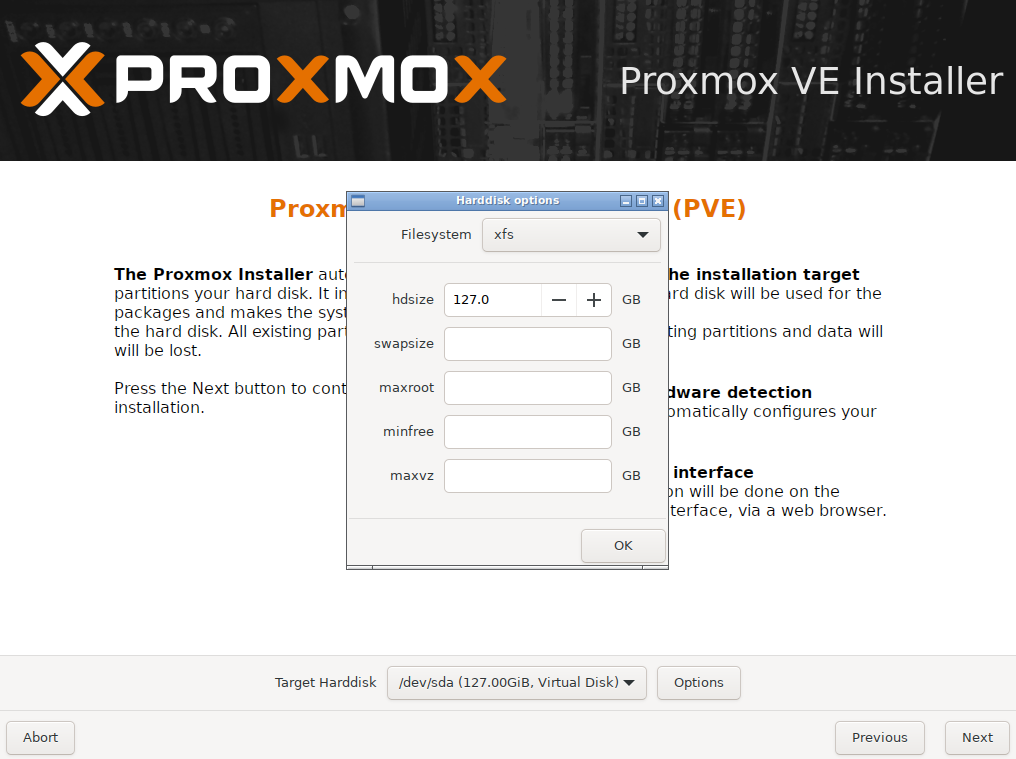 PROXMOX
Proxmox VE Installer
Proxm
(PVE)
Harddisk options
Filesystem xfs
hdsize 127.0 GB
swapsize GB
maxroot GB
minfree GB
maxvz GB
OK
The Proxmox Installer aut
partitions your hard disk. It in
packages and makes the syst
the hard disk. All existing part
will be lost.
Press the Next button to cont
installation.
he installation target
ard disk will be used for the
ting partitions and data will
dware detection
omatically configures your
interface
on will be done on the
terface, via a web browser.
Target Harddisk /dev/sda (127.00GiB, Virtual Disk) Options
Abort Previous Next